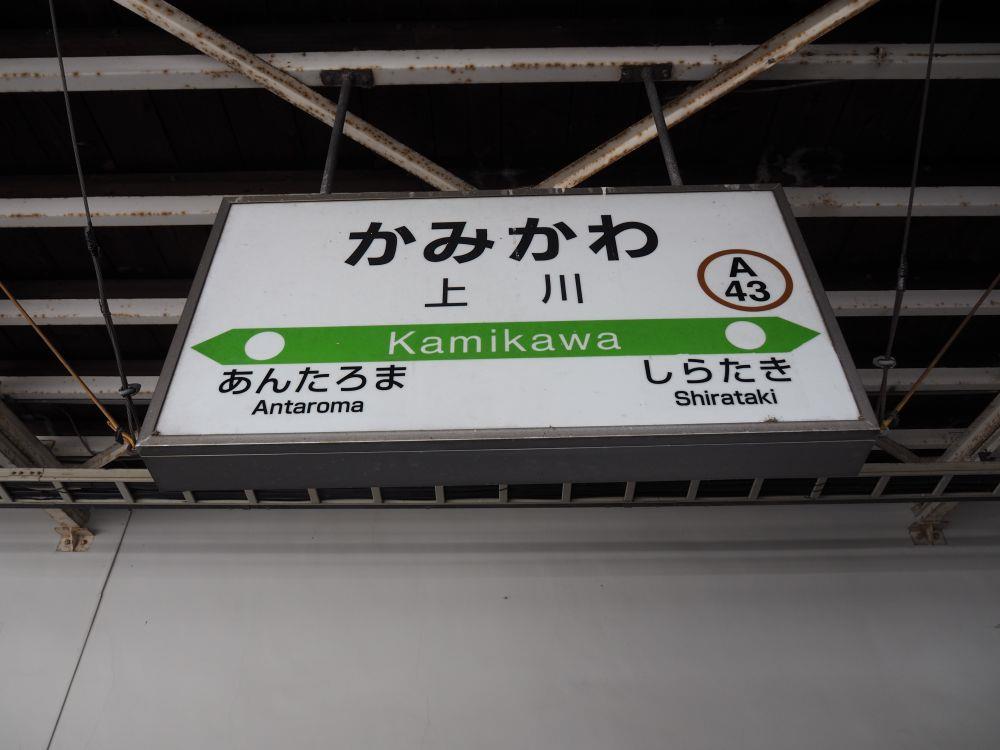 かみかわ
上川
A
43
Kamikawa
あんたろま
Antaroma
しらたき
Shirataki